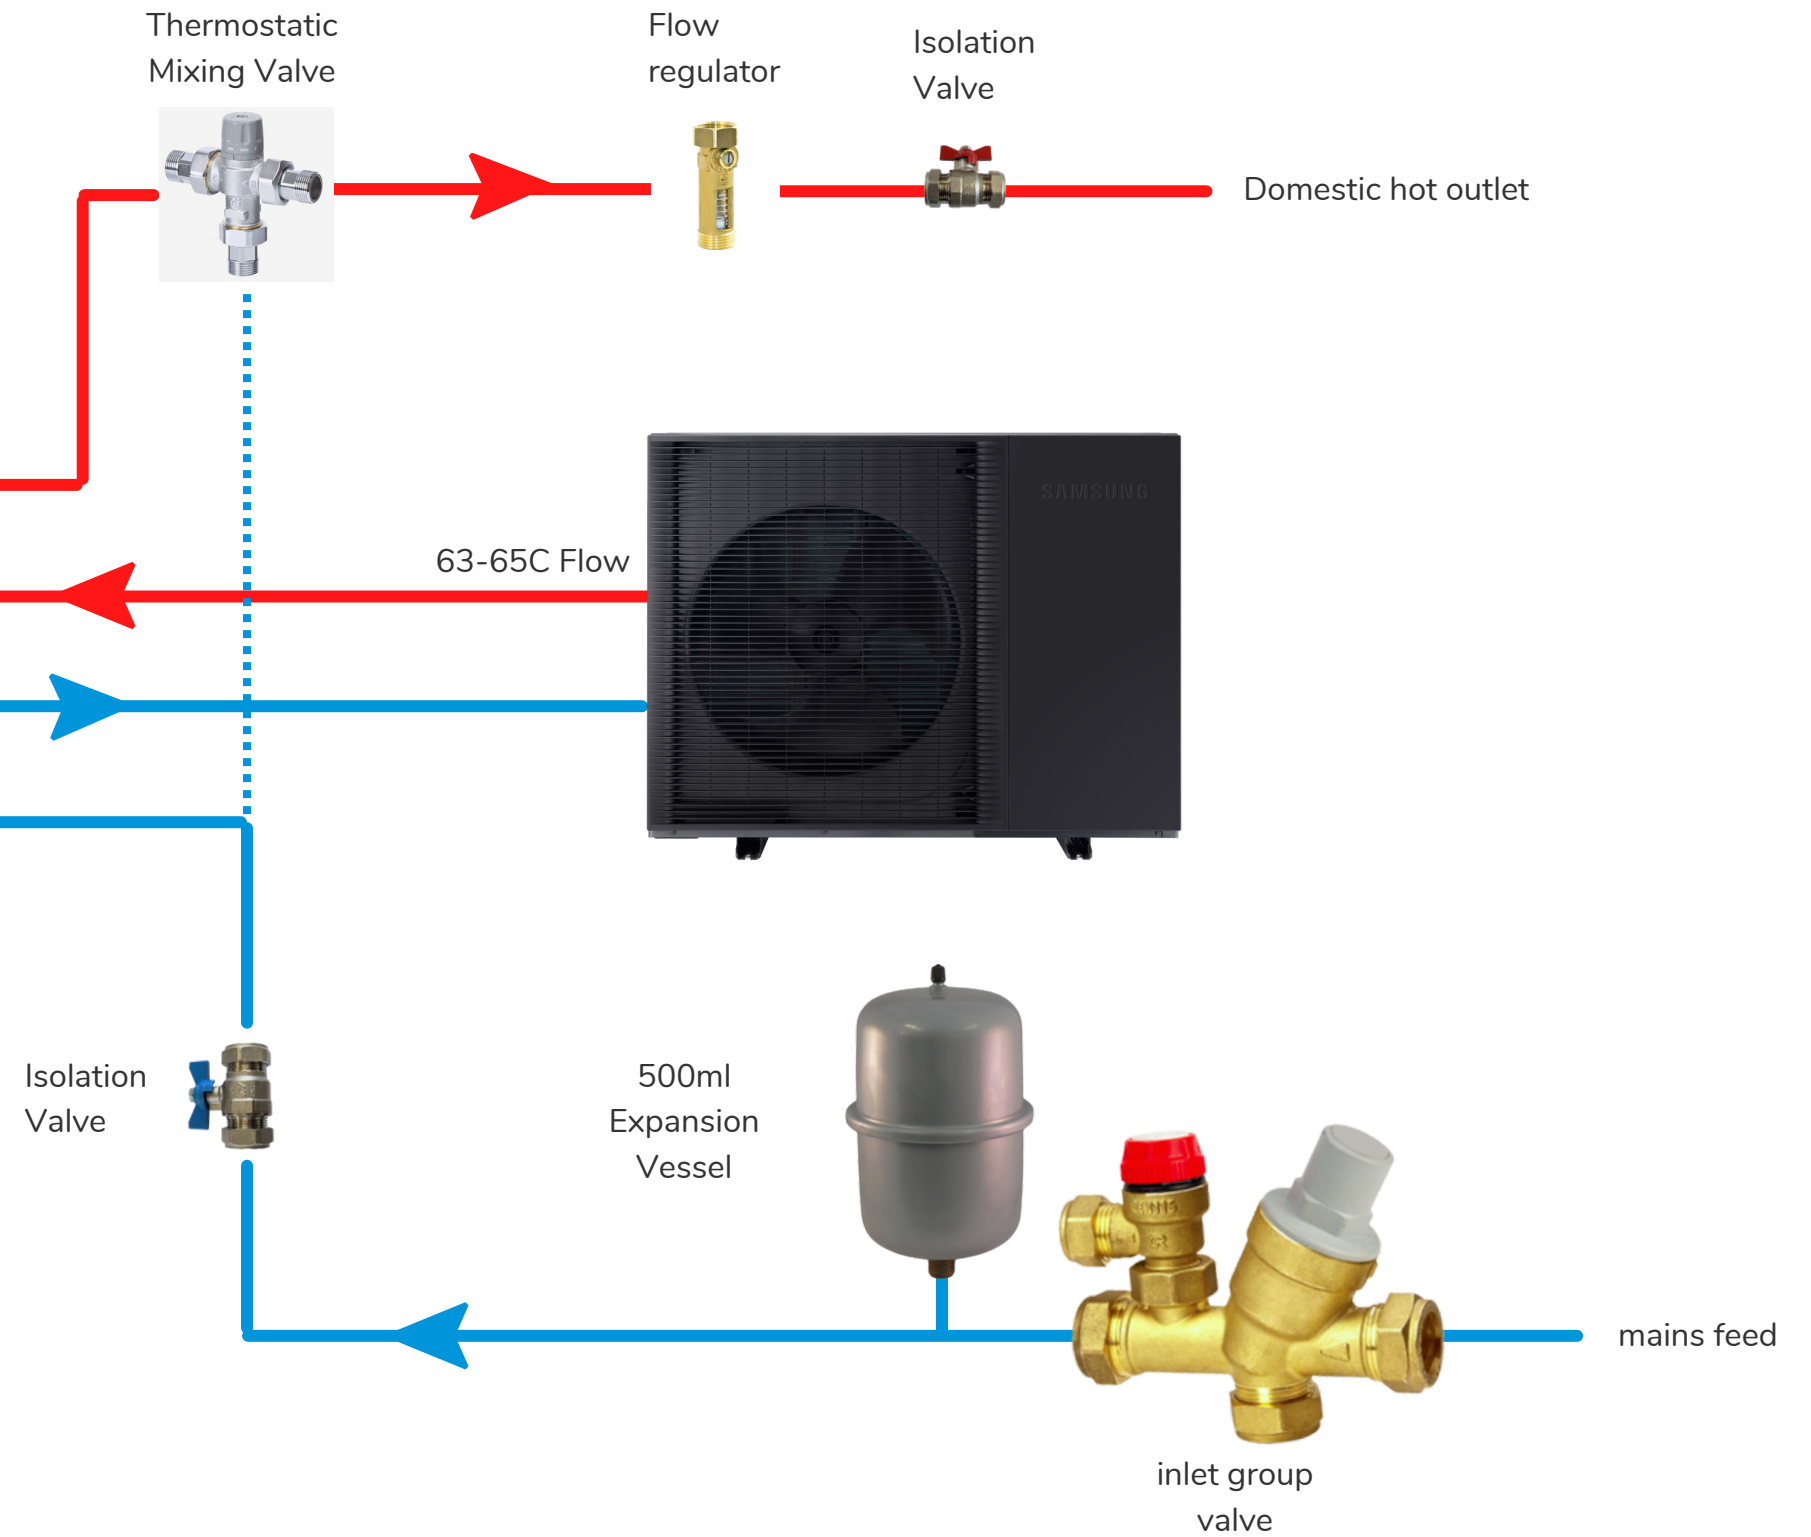 Thermostatic
Mixing Valve
Flow
regulator
Isolation
Valve
Domestic hot outlet
SAMSUNG
63-65C Flow
Isolation
Valve
500ml
Expansion
Vessel
mains feed
inlet group
valve